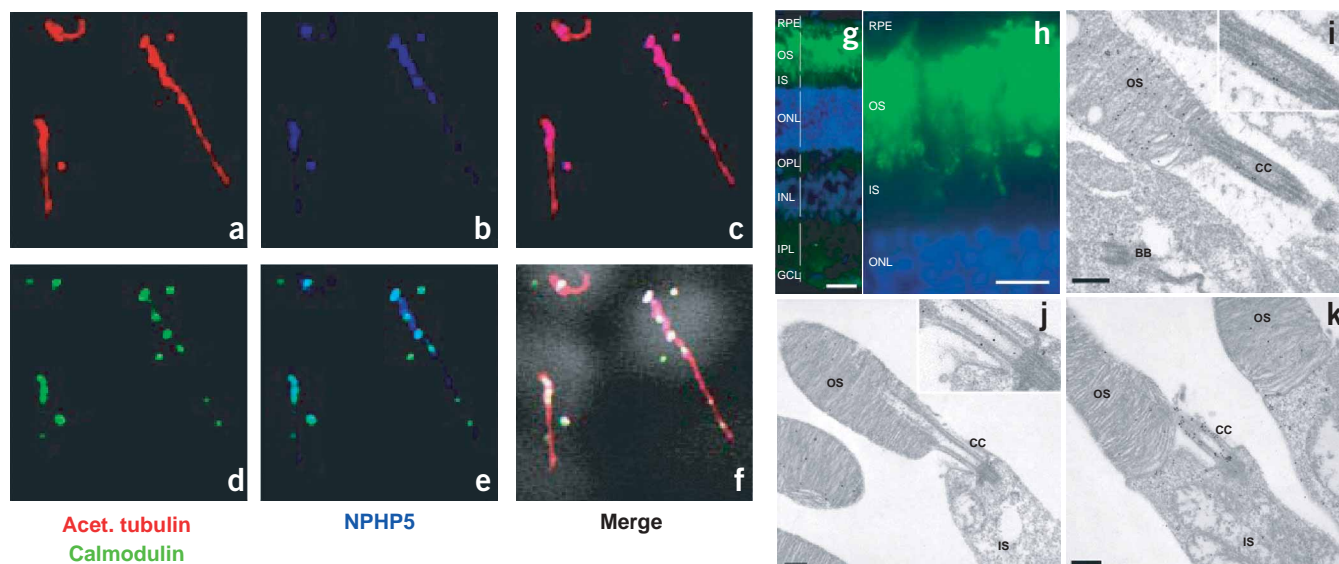 a
b
c
d
e
f
Acet. tubulin
Calmodulin
NPHP5
Merge
g
RPE
OS
IS
ONL
OPL
INL
IPL
GCL
h
RPE
OS
IS
ONL
i
OS
CC
BB
j
OS
CC
IS
k
OS
OS
CC
IS